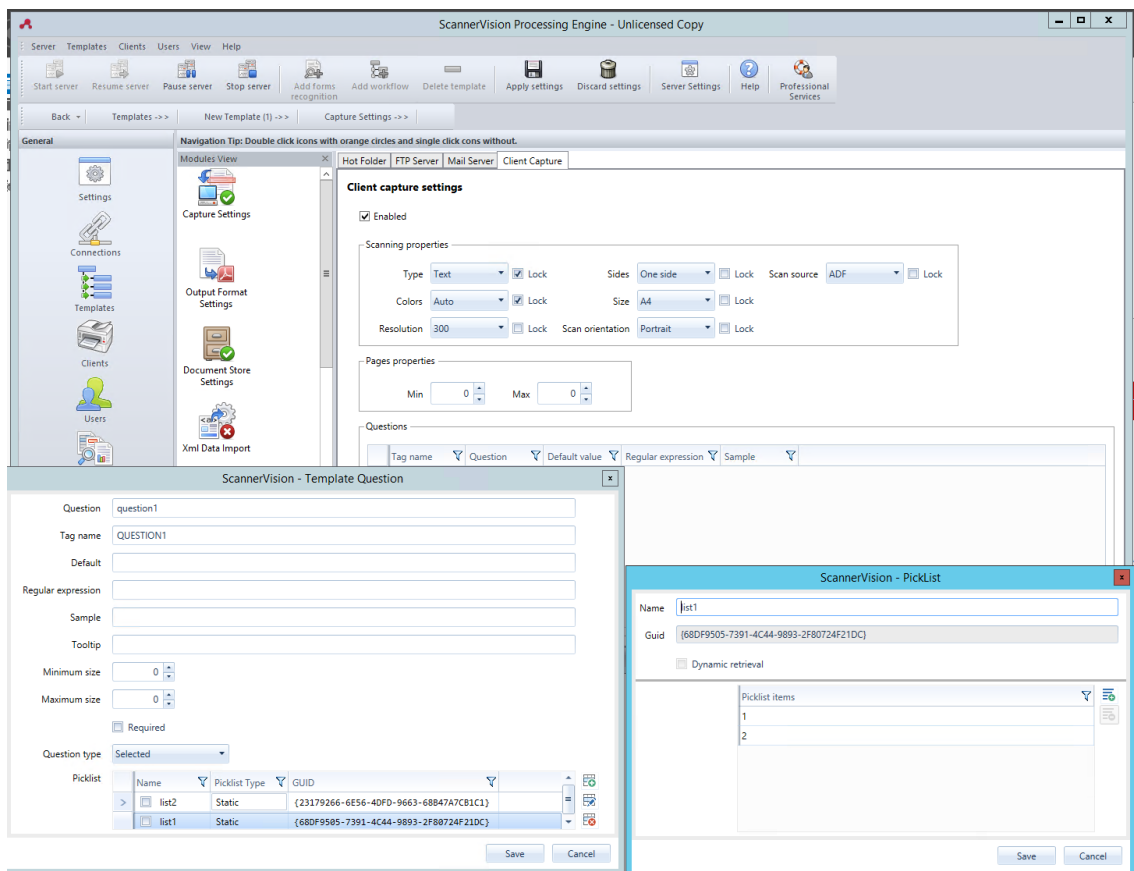 ScannerVision Processing Engine - Unlicensed Copy
Server Templates Clients Users View Help
Start server Resume server Pause server Stop server Add forms recognition Add workflow Delete template Apply settings Discard settings Server Settings Help Professional Services
Back Templates ->> New Template (1) ->> Capture Settings ->>
General
Navigation Tip: Double click icons with orange circles and single click cons without.
Settings
Connections
Templates
Clients
Users
Modules View
Capture Settings
Output Format
Settings
Document Store
Settings
Xml Data Import
Hot Folder FTP Server Mail Server Client Capture
Client capture settings
Enabled
Scanning properties
Type Text Lock Sides One side Lock Scan source ADF Lock
Colors Auto Lock Size A4 Lock
Resolution 300 Lock Scan orientation Portrait Lock
Pages properties
Min 0 Max 0
Questions
Tag name Question Default value Regular expression Sample
ScannerVision - Template Question
Question question1
Tag name QUESTION1
Default
Regular expression
Sample
Tooltip
Minimum size 0
Maximum size 0
Required
Question type Selected
Picklist Name Picklist Type GUID
list2 Static {23179266-6E56-4DFD-9663-68B47A7CB1C1}
list1 Static {68DF9505-7391-4C44-9893-2F80724F21DC}
Save Cancel
ScannerVision - PickList
Name list1
Guid {68DF9505-7391-4C44-9893-2F80724F21DC}
Dynamic retrieval
Picklist items
1
2
Save Cancel